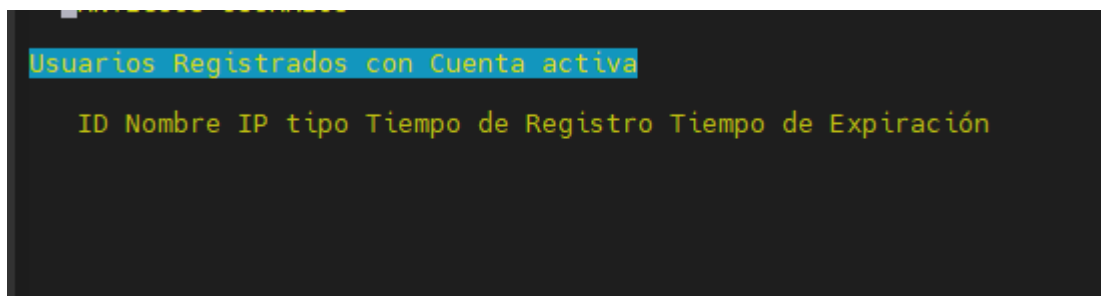 Usuarios Registrados con Cuenta activa
ID Nombre IP tipo Tiempo de Registro Tiempo de Expiración